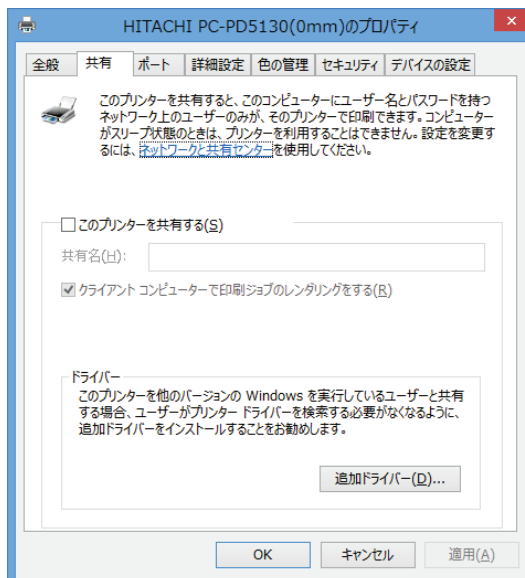 HITACHI PC-PD5130(0mm)のプロパティ
全般 共有 ポート 詳細設定 色の管理 セキュリティ デバイスの設定
このプリンターを共有すると、このコンピューターにユーザー名とパスワードを持つ
ネットワーク上のユーザーのみが、そのプリンターで印刷できます。コンピューター
がスリープ状態のときは、プリンターを利用することはできません。設定を変更す
るには、ネットワークと共有センターを使用してください。
このプリンターを共有する(S)
共有名(H):
クライアント コンピューターで印刷ジョブのレンダリングをする(R)
ドライバー
このプリンターを他のバージョンの Windows を実行しているユーザーと共有
する場合、ユーザーがプリンター ドライバーを検索する必要がなくなるように、
追加ドライバーをインストールすることをお勧めします。
追加ドライバー(D)...
OK キャンセル 適用(A)